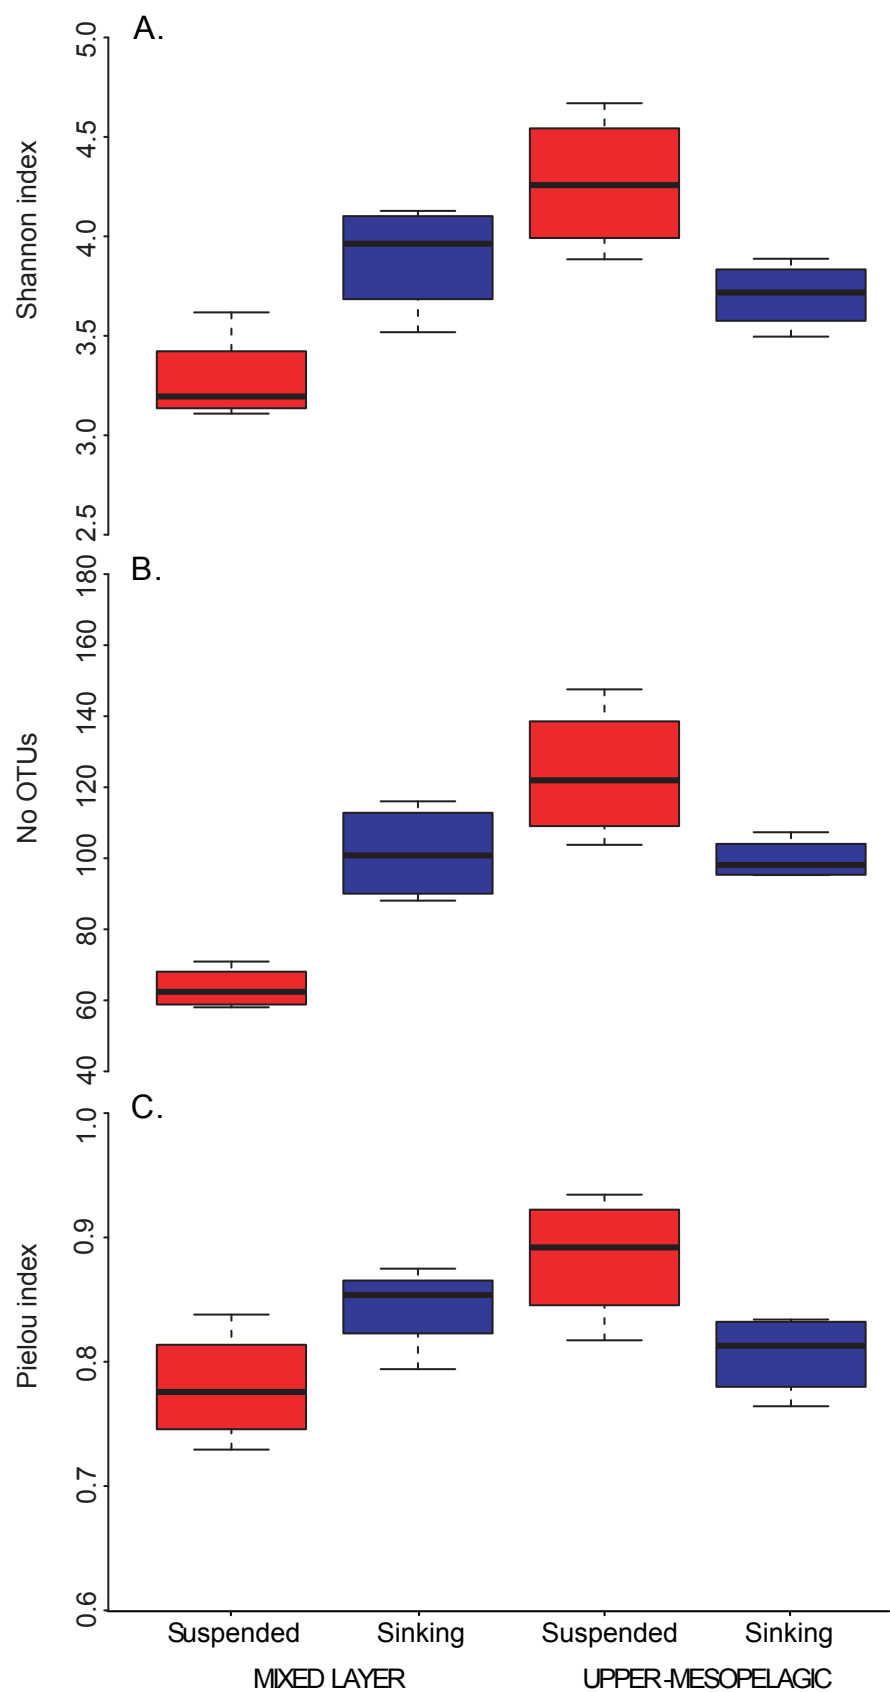 A.
Shannon index
5.0
4.5
4.0
3.5
3.0
2.5
B.
No OTUs
180
160
140
120
100
80
60
40
C.
Pielou index
1.0
0.9
0.8
0.7
0.6
Suspended Sinking Suspended Sinking
MIXED LAYER UPPER-MESOPELAGIC